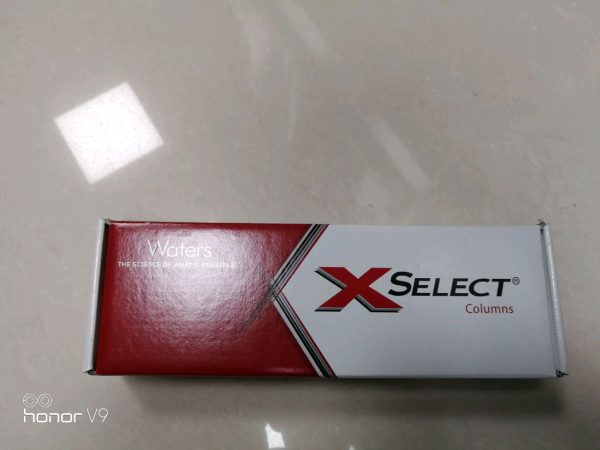 Waters
THE SCIENCE OF WHAT'S POSSIBLE.
XSELECT®
Columns
honor V9